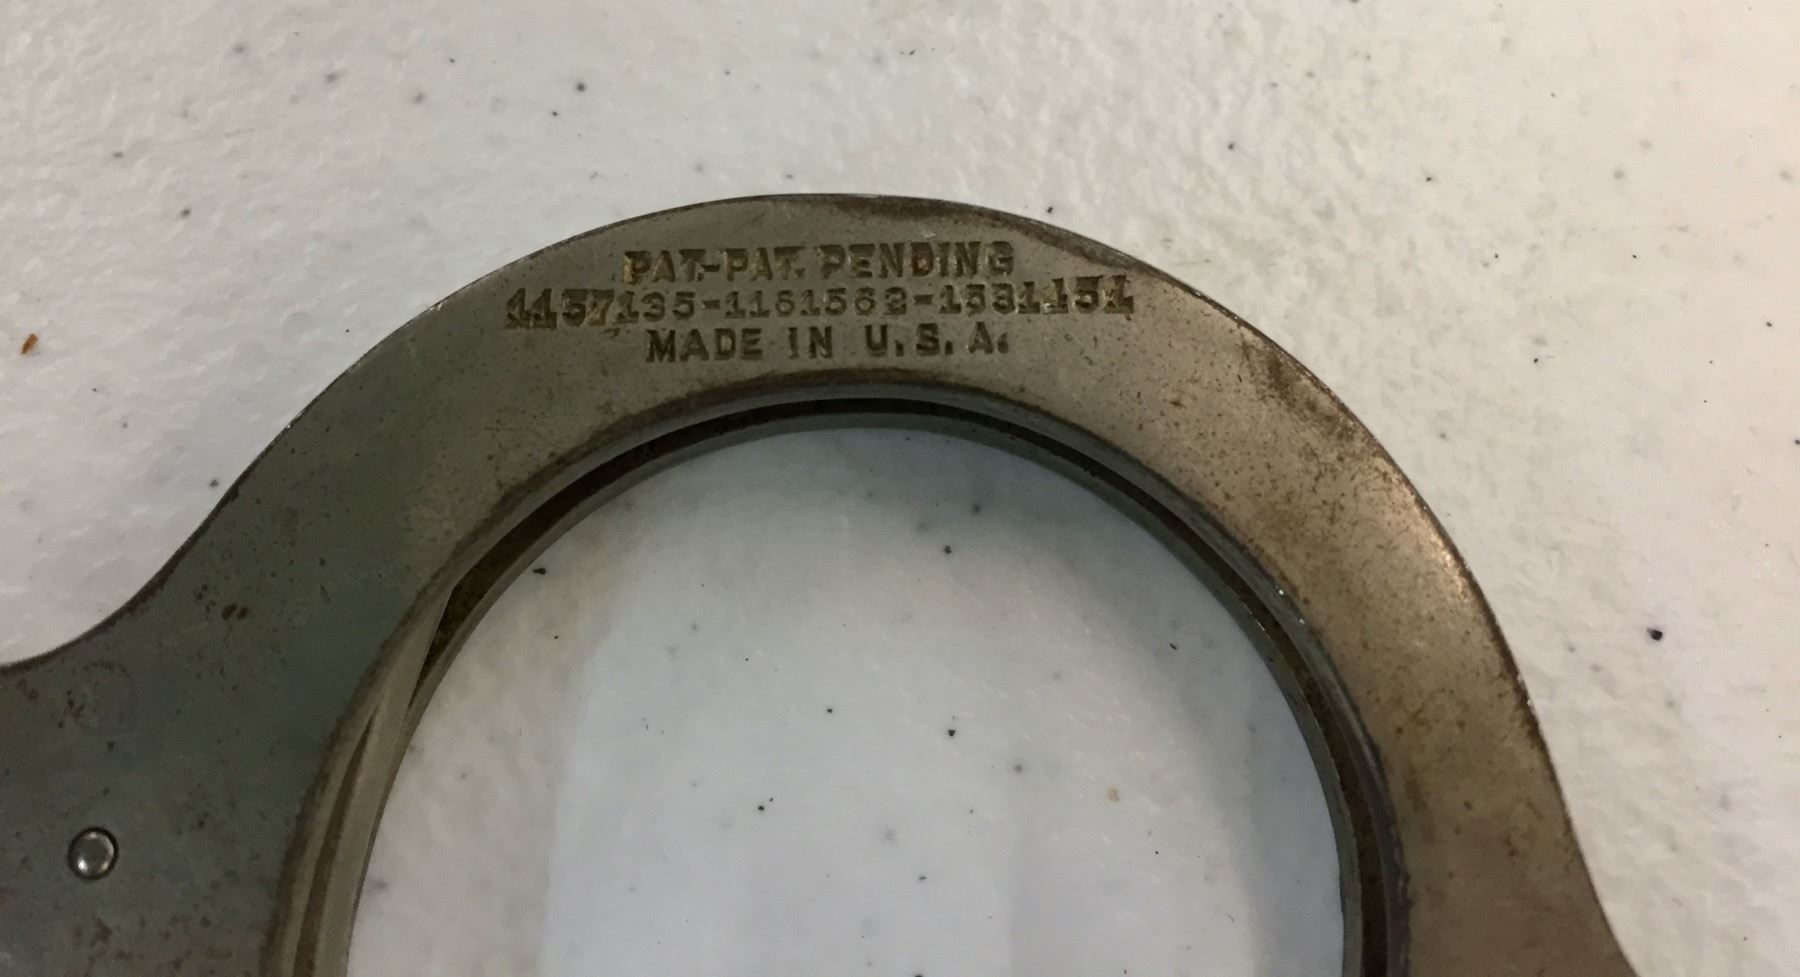 PAT.-PAT. PENDING
1157135-1161562-1531151
MADE IN U.S.A.